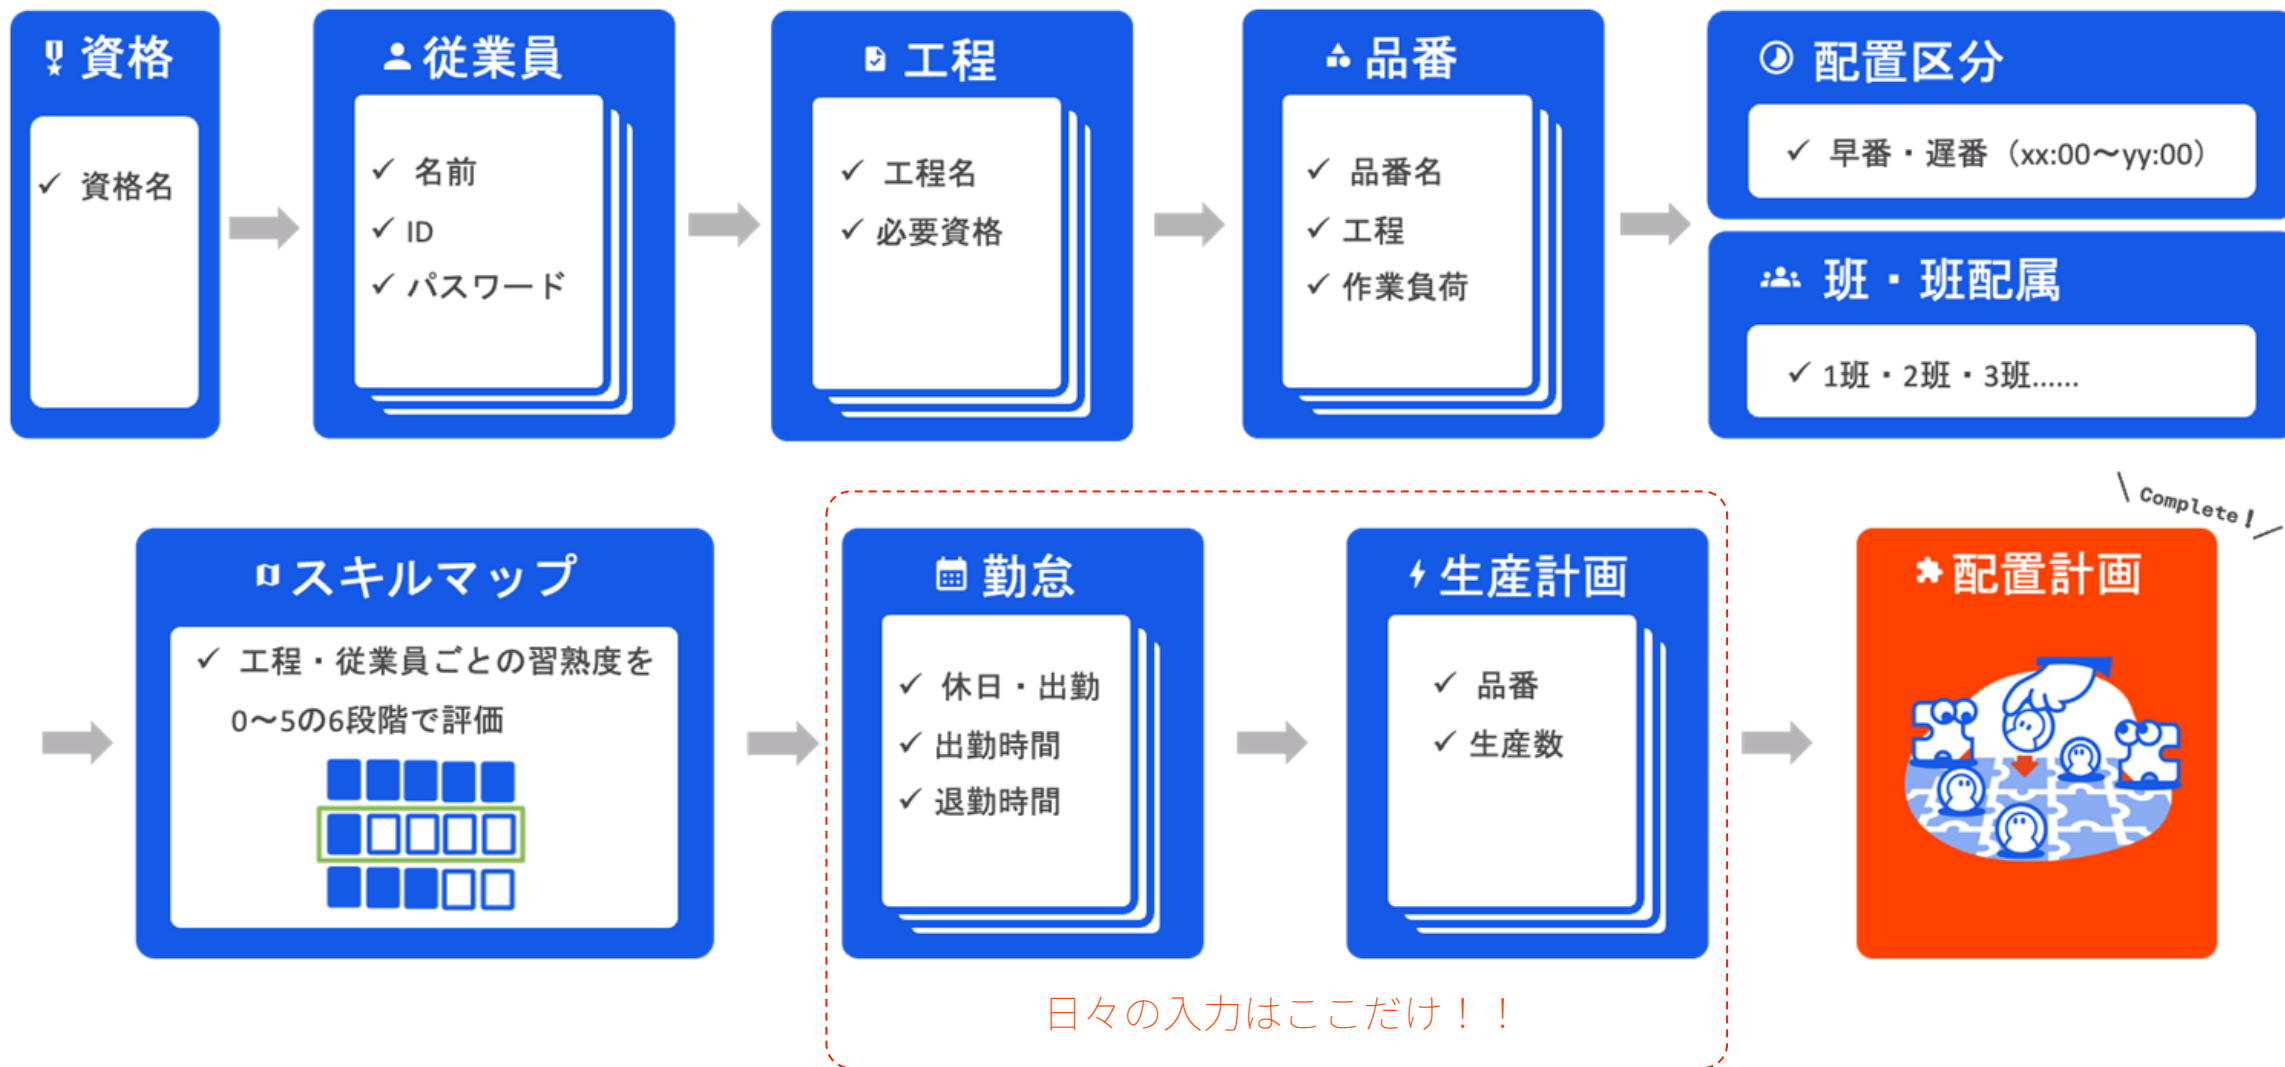 資格
資格名
従業員
名前
ID
パスワード
工程
工程名
必要資格
品番
品番名
工程
作業負荷
配置区分
早番・遅番（xx:00〜yy:00）
班・班配属
1班・2班・3班......
スキルマップ
工程・従業員ごとの習熟度を
0〜5の6段階で評価
勤怠
休日・出勤
出勤時間
退勤時間
生産計画
品番
生産数
日々の入力はここだけ！！
Complete!
配置計画